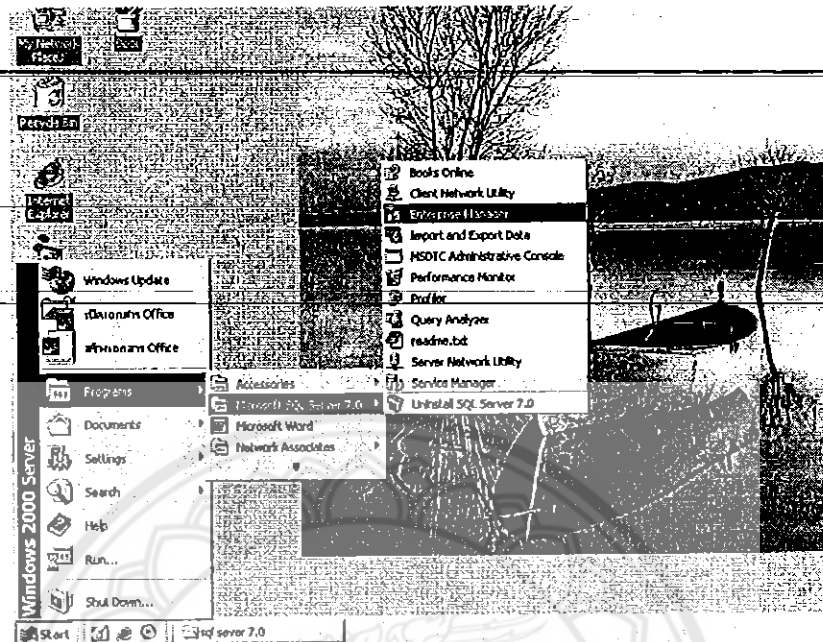 My Network Places
Recycle Bin
Internet Explorer
Books Online
Client Network Utility
Enterprise Manager
Import and Export Data
MSDTC Administrative Console
Performance Monitor
Profiler
Query Analyzer
readme.txt
Server Network Utility
Service Manager
Uninstall SQL Server 7.0
Accessories
Microsoft SQL Server 7.0
Microsoft Word
Network Associates
Windows Update
Office
Office
Programs
Documents
Settings
Search
Help
Run...
Shut Down...
Windows 2000 Server
Start
sql sever 7.0